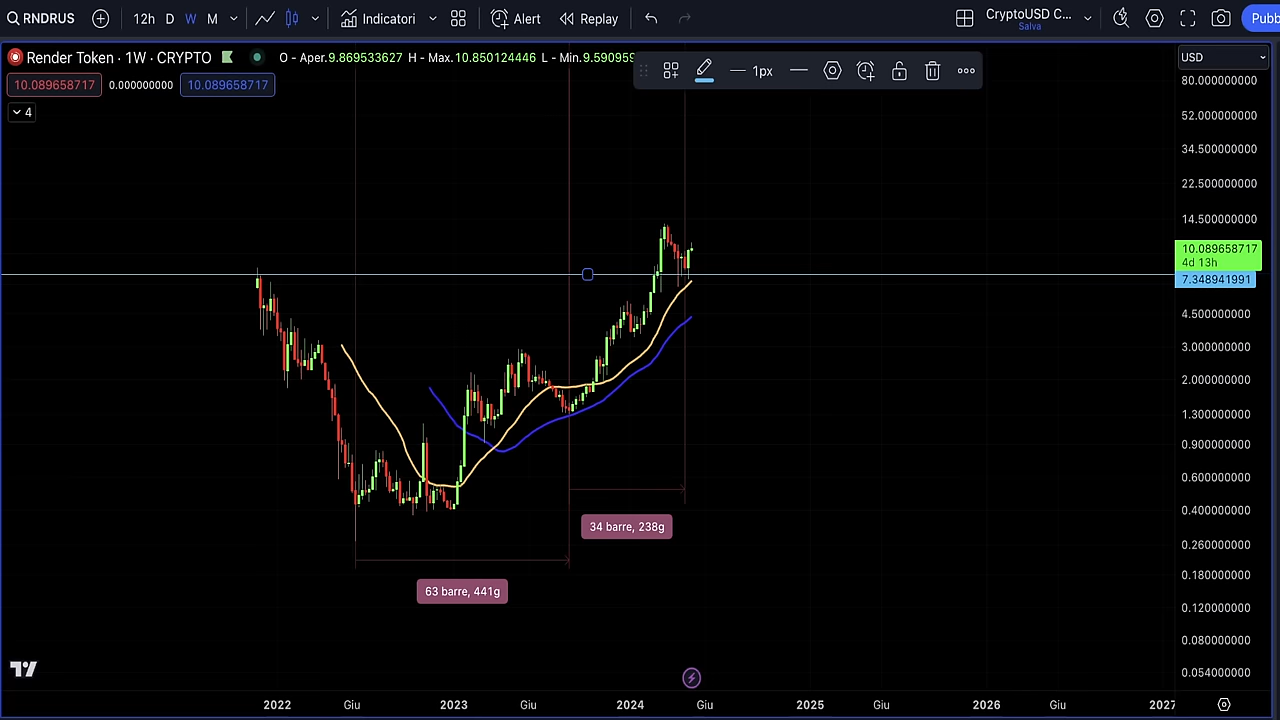 RNDRUS 12h D W M Indicatori Alert Replay CryptoUSD C... Salva Pubb
Render Token · 1W · CRYPTO O - Aper.9.869533627 H - Max.10.850124446 L - Min.9.59095 1px USD
10.089658717 0.000000000 10.089658717
4
80.000000000
52.000000000
34.500000000
22.500000000
14.500000000
10.089658717
4d 13h
7.348941991
4.500000000
3.000000000
2.000000000
1.300000000
0.900000000
0.600000000
0.400000000
0.260000000
0.180000000
0.120000000
0.080000000
0.054000000
34 barre, 238g
63 barre, 441g
2022 Giu 2023 Giu 2024 Giu 2025 Giu 2026 Giu 2027